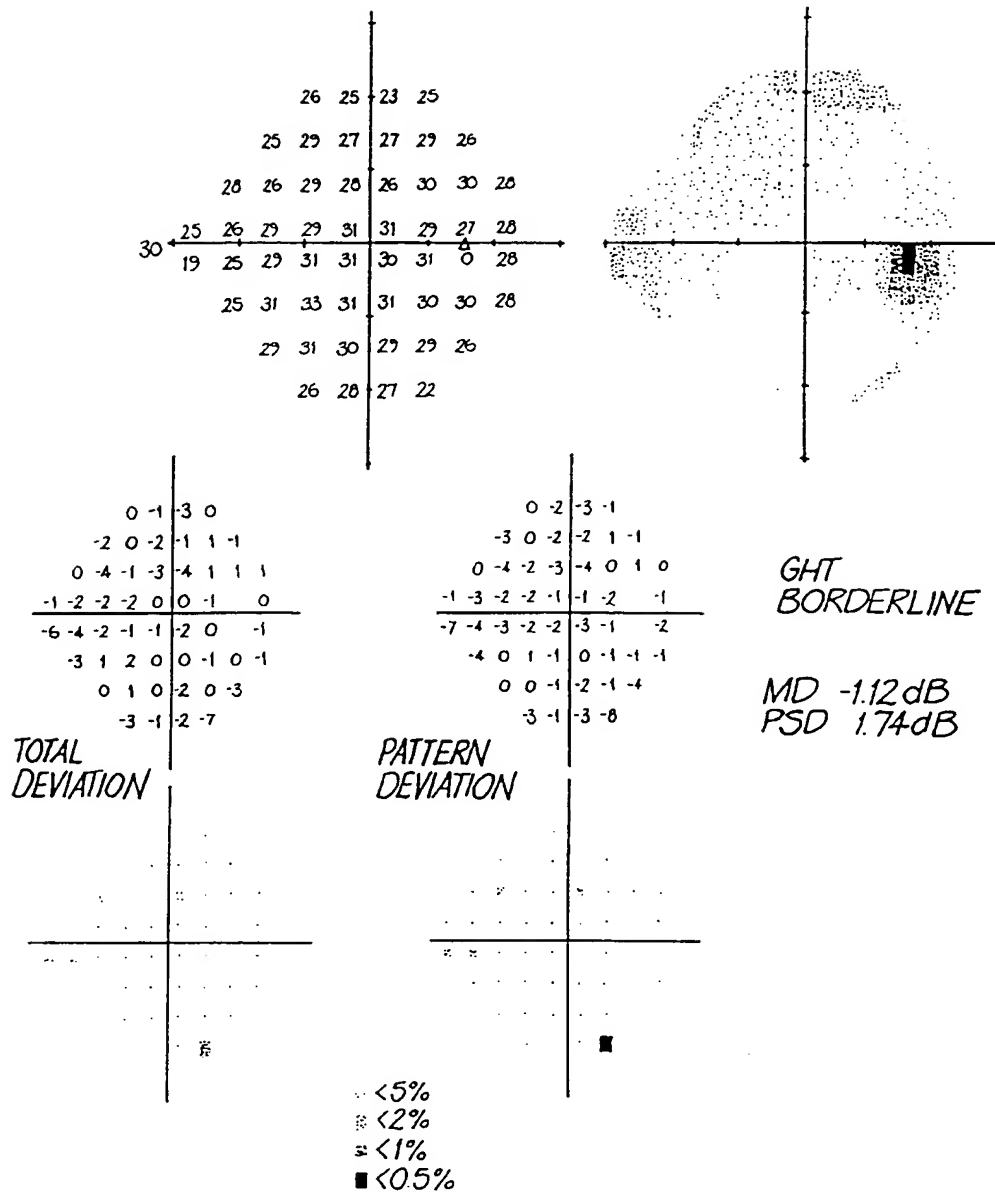 26 25 23 25
25 29 27 27 29 26
28 26 29 28 26 30 30 28
25 26 29 29 31 31 29 27 28
30
19 25 29 31 31 30 31 0 28
25 31 33 31 31 30 30 28
29 31 30 29 29 26
26 28 27 22
0 -1 -3 0
-2 0 -2 -1 1 -1
0 -4 -1 -3 -4 1 1 1
-1 -2 -2 -2 0 0 -1 0
-6 -4 -2 -1 -1 -2 0 -1
-3 1 2 0 0 -1 0 -1
0 1 0 -2 0 -3
-3 -1 -2 -7
TOTAL
DEVIATION
0 -2 -3 -1
-3 0 -2 -2 1 -1
0 -4 -2 -3 -4 0 1 0
-1 -3 -2 -2 -1 -1 -2 -1
-7 -4 -3 -2 -2 -3 -1 -2
-4 0 1 -1 0 -1 -1 -1
0 0 -1 -2 -1 -4
-3 -1 -3 -8
PATTERN
DEVIATION
GHT
BORDERLINE
MD -1.12dB
PSD 1.74dB
<5%
<2%
<1%
<0.5%